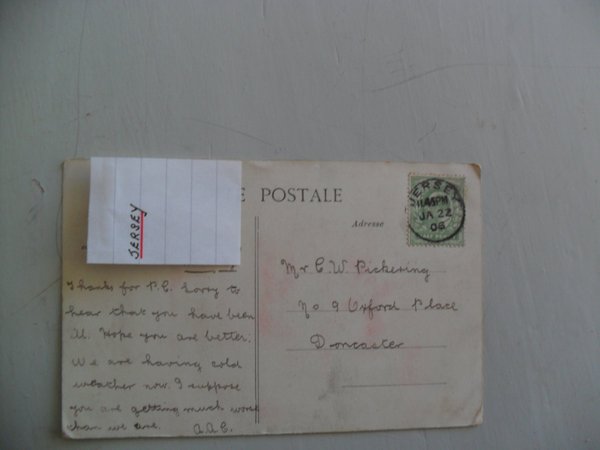 JERSEY
E POSTALE
Adresse
JERSEY
11.45PM
JA 22
06
Mr C. W. Pickering
No 9 Oxford Place
Doncaster
Thanks for P.C. Sorry to
hear that you have been
ill. Hope you are better.
We are having cold
weather now. I suppose
you are getting much worse
than we are. A.A.C.